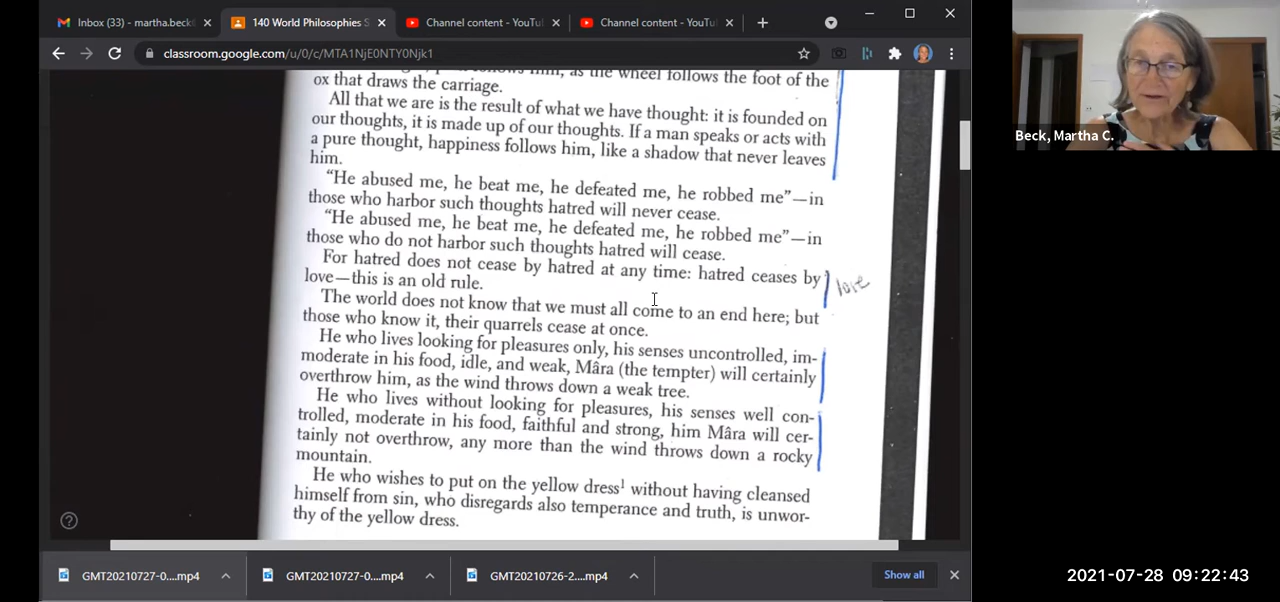 Inbox (33) - martha.beck
140 World Philosophies S
Channel content - YouTu
Channel content - YouTu
classroom.google.com/u/0/c/MTA1NjE0NTY0Njk1
him, as the wheel follows the foot of the
ox that draws the carriage.
All that we are is the result of what we have thought: it is founded on
our thoughts, it is made up of our thoughts. If a man speaks or acts with
a pure thought, happiness follows him, like a shadow that never leaves
him.
“He abused me, he beat me, he defeated me, he robbed me”—in
those who harbor such thoughts hatred will never cease.
“He abused me, he beat me, he defeated me, he robbed me”—in
those who do not harbor such thoughts hatred will cease.
For hatred does not cease by hatred at any time: hatred ceases by
love—this is an old rule.
love
The world does not know that we must all come to an end here; but
those who know it, their quarrels cease at once.
He who lives looking for pleasures only, his senses uncontrolled, im-
moderate in his food, idle, and weak, Mâra (the tempter) will certainly
overthrow him, as the wind throws down a weak tree.
He who lives without looking for pleasures, his senses well con-
trolled, moderate in his food, faithful and strong, him Mâra will cer-
tainly not overthrow, any more than the wind throws down a rocky
mountain.
He who wishes to put on the yellow dress¹ without having cleansed
himself from sin, who disregards also temperance and truth, is unwor-
thy of the yellow dress.
GMT20210727-0....mp4
GMT20210727-0....mp4
GMT20210726-2....mp4
Show all
Beck, Martha C.
2021-07-28 09:22:43